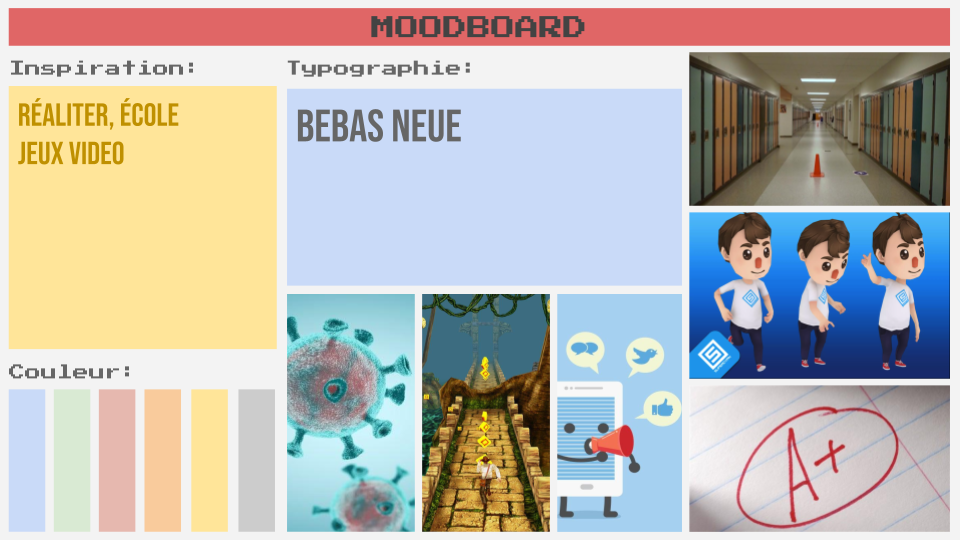 MOODBOARD
Inspiration:
RÉALITER, ÉCOLE
JEUX VIDEO
Typographie:
BEBAS NEUE
Couleur:
A+